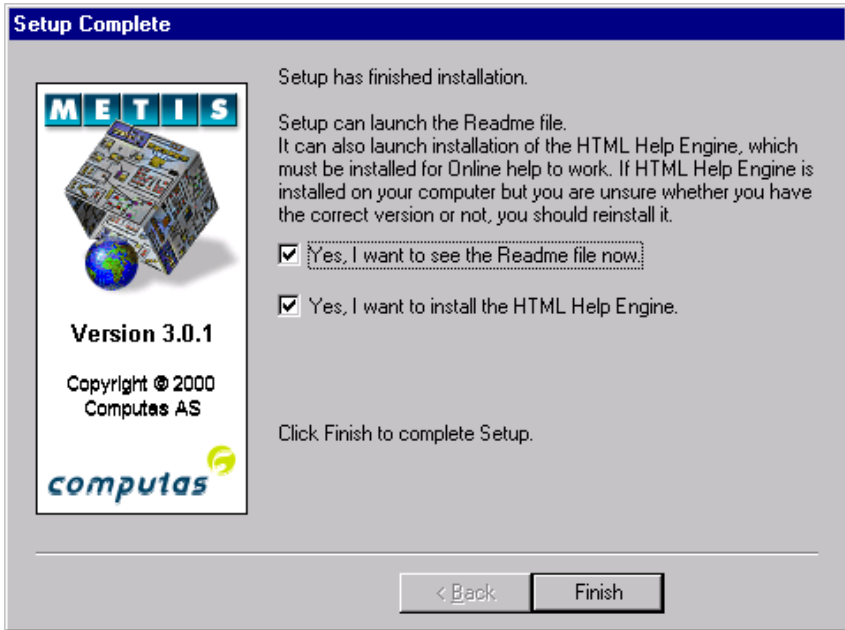 Setup Complete
METIS
Version 3.0.1
Copyright © 2000
Computas AS
computas
Setup has finished installation.
Setup can launch the Readme file.
It can also launch installation of the HTML Help Engine, which
must be installed for Online help to work. If HTML Help Engine is
installed on your computer but you are unsure whether you have
the correct version or not, you should reinstall it.
Yes, I want to see the Readme file now.
Yes, I want to install the HTML Help Engine.
Click Finish to complete Setup.
< Back
Finish